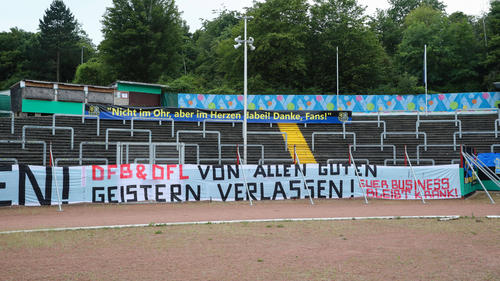 "Nicht im Ohr, aber im Herzen dabei! Danke, Fans!"
EN! DFB & DFL VON ALLEN GUTEN
GEISTERN VERLASSEN!
EUER BUSINESS
BLEIBT KRANK!